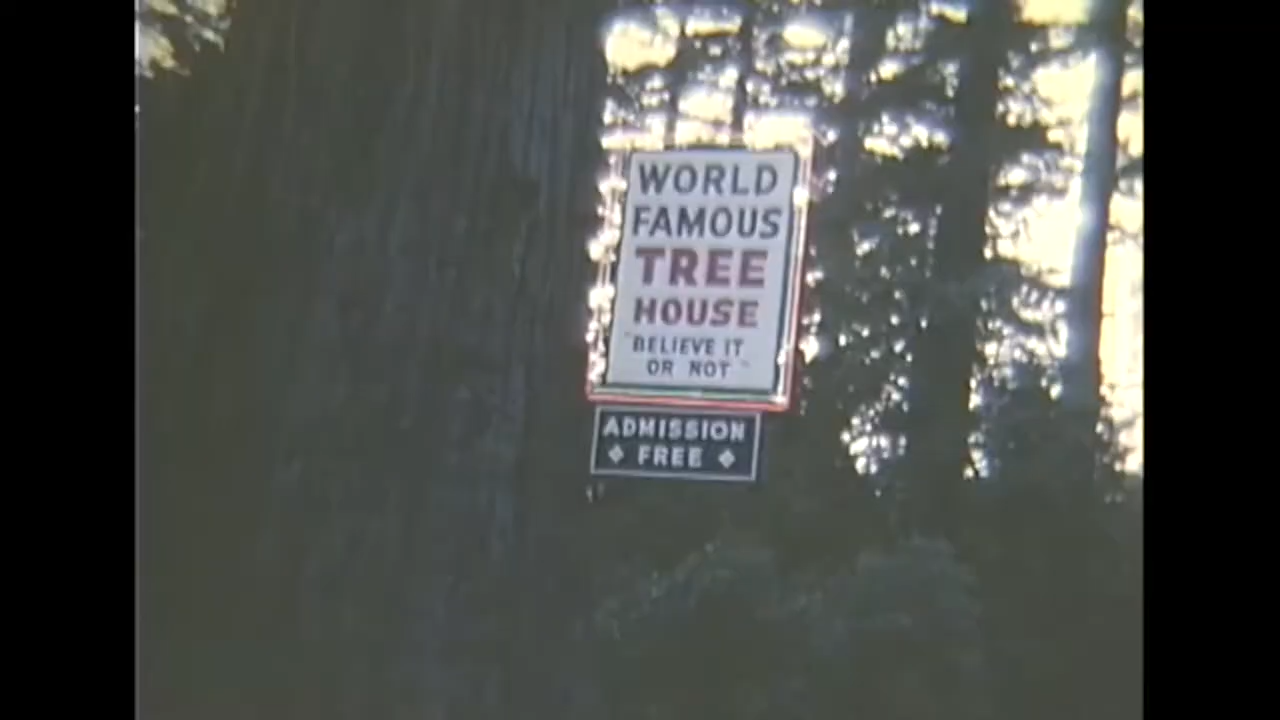 WORLD
FAMOUS
TREE
HOUSE
"BELIEVE IT
OR NOT"
ADMISSION
FREE